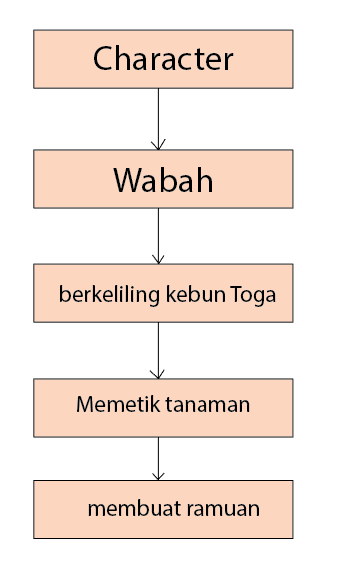 Character
Wabah
berkeliling kebun Toga
Memetik tanaman
membuat ramuan